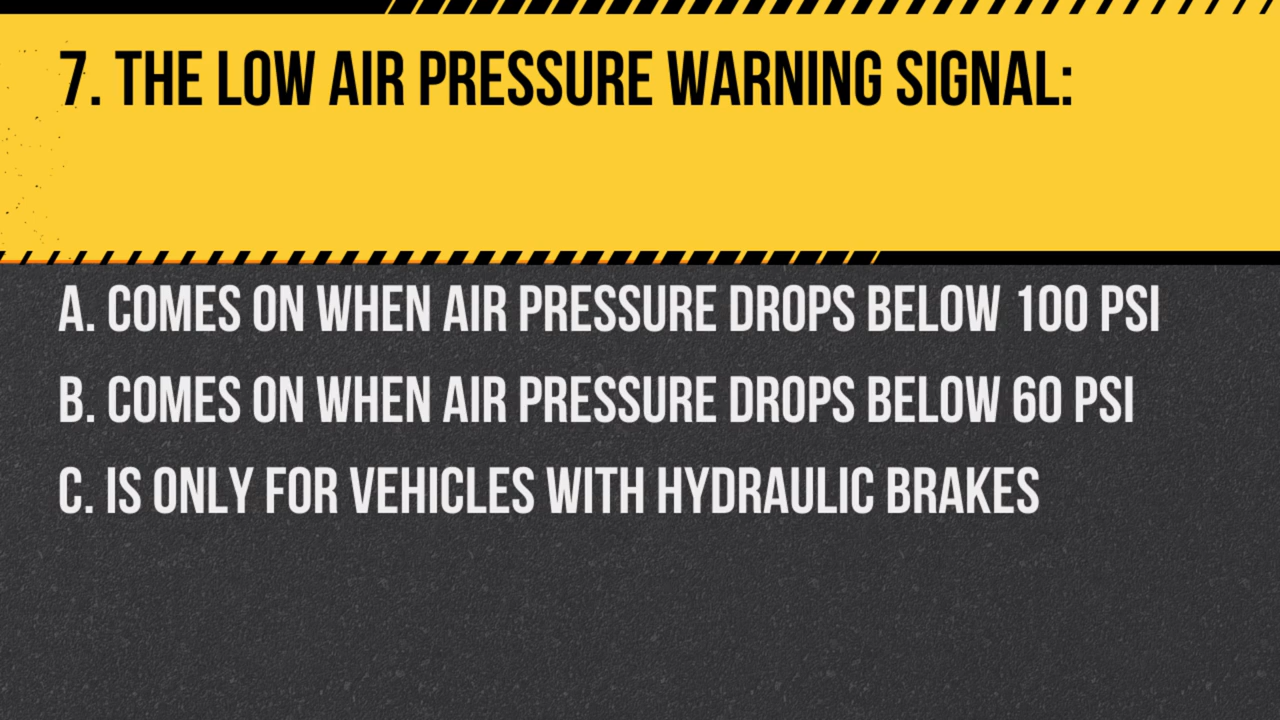 7. THE LOW AIR PRESSURE WARNING SIGNAL:
A. COMES ON WHEN AIR PRESSURE DROPS BELOW 100 PSI
B. COMES ON WHEN AIR PRESSURE DROPS BELOW 60 PSI
C. IS ONLY FOR VEHICLES WITH HYDRAULIC BRAKES